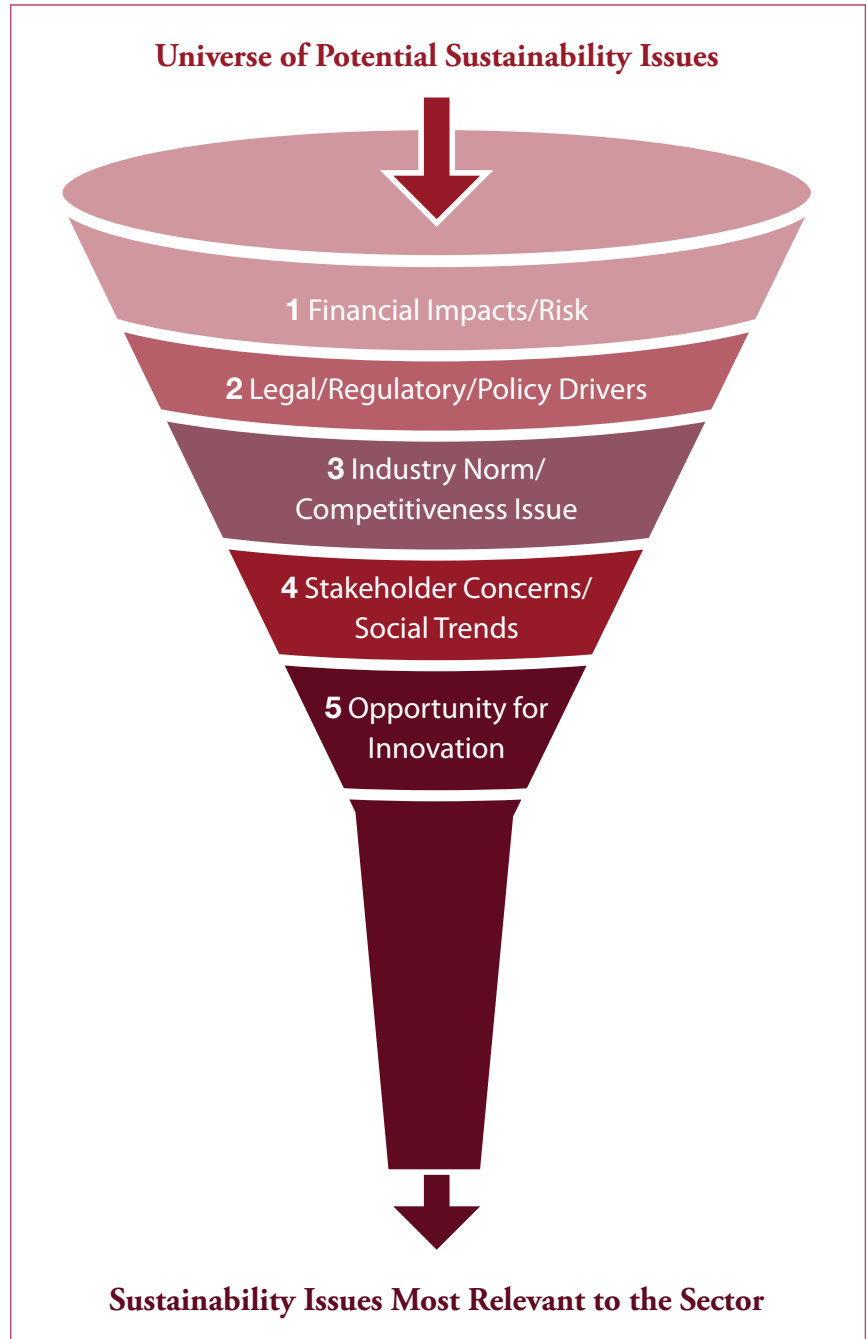 Universe of Potential Sustainability Issues
1 Financial Impacts/Risk
2 Legal/Regulatory/Policy Drivers
3 Industry Norm/
Competitiveness Issue
4 Stakeholder Concerns/
Social Trends
5 Opportunity for
Innovation
Sustainability Issues Most Relevant to the Sector